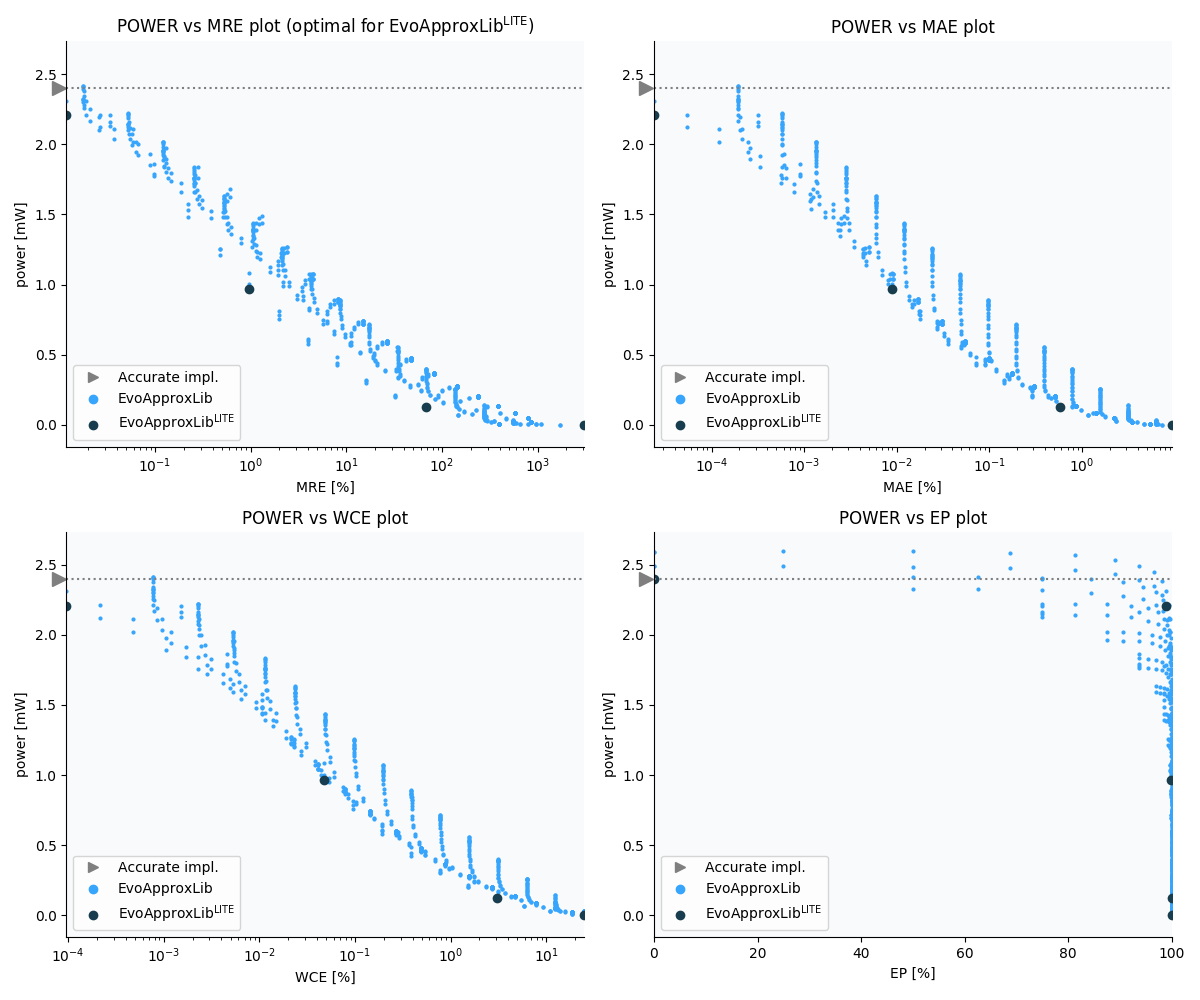 POWER vs MRE plot (optimal for EvoApproxLib^LITE)
2.5
2.0
1.5
1.0
0.5
0.0
power [mW]
Accurate impl.
EvoApproxLib
EvoApproxLib^LITE
10^−1
10^0
10^1
10^2
10^3
MRE [%]
POWER vs MAE plot
2.5
2.0
1.5
1.0
0.5
0.0
power [mW]
Accurate impl.
EvoApproxLib
EvoApproxLib^LITE
10^−4
10^−3
10^−2
10^−1
10^0
MAE [%]
POWER vs WCE plot
2.5
2.0
1.5
1.0
0.5
0.0
power [mW]
Accurate impl.
EvoApproxLib
EvoApproxLib^LITE
10^−4
10^−3
10^−2
10^−1
10^0
10^1
WCE [%]
POWER vs EP plot
2.5
2.0
1.5
1.0
0.5
0.0
power [mW]
Accurate impl.
EvoApproxLib
EvoApproxLib^LITE
0
20
40
60
80
100
EP [%]